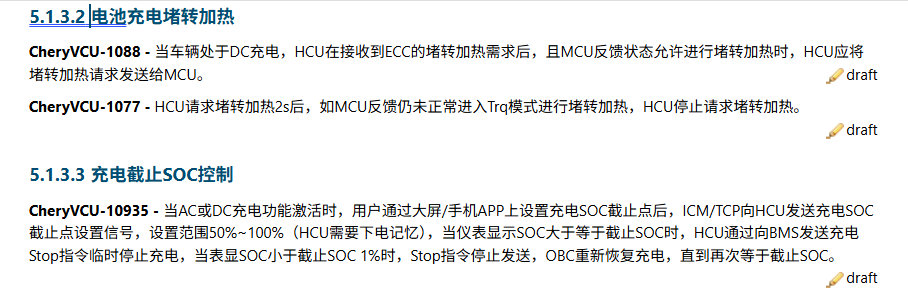 5.1.3.2 电池充电堵转加热
CheryVCU-1088 - 当车辆处于DC充电，HCU在接收到ECC的堵转加热需求后，且MCU反馈状态允许进行堵转加热时，HCU应将
堵转加热请求发送给MCU。
draft
CheryVCU-1077 - HCU请求堵转加热2s后，如MCU反馈仍未正常进入Trq模式进行堵转加热，HCU停止请求堵转加热。
draft
5.1.3.3 充电截止SOC控制
CheryVCU-10935 - 当AC或DC充电功能激活时，用户通过大屏/手机APP上设置充电SOC截止点后，ICM/TCP向HCU发送充电SOC
截止点设置信号，设置范围50%~100%（HCU需要下电记忆），当仪表显示SOC大于等于截止SOC时，HCU通过向BMS发送充电
Stop指令临时停止充电，当表显SOC小于截止SOC 1%时，Stop指令停止发送，OBC重新恢复充电，直到再次等于截止SOC。
draft